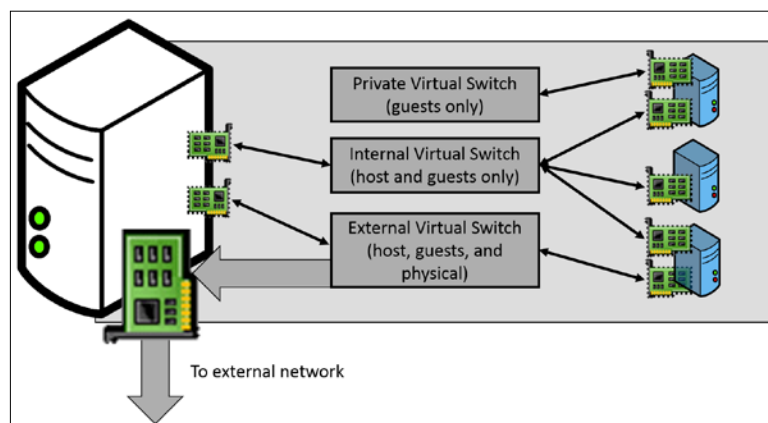 Private Virtual Switch
(guests only)
Internal Virtual Switch
(host and guests only)
External Virtual Switch
(host, guests, and
physical)
To external network